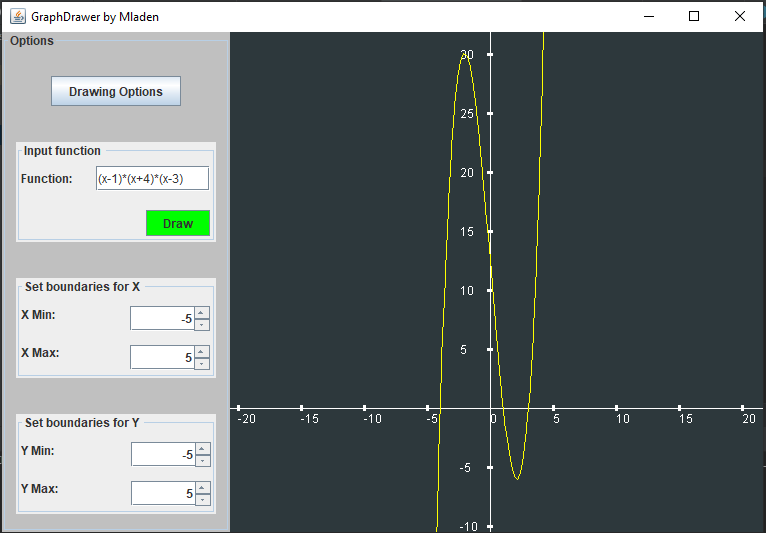 GraphDrawer by Mladen
Options
Drawing Options
Input function
Function: (x-1)*(x+4)*(x-3)
Draw
Set boundaries for X
X Min: -5
X Max: 5
Set boundaries for Y
Y Min: -5
Y Max: 5
30
25
20
15
10
5
-20 -15 -10 -5 0 5 10 15 20
-5
-10